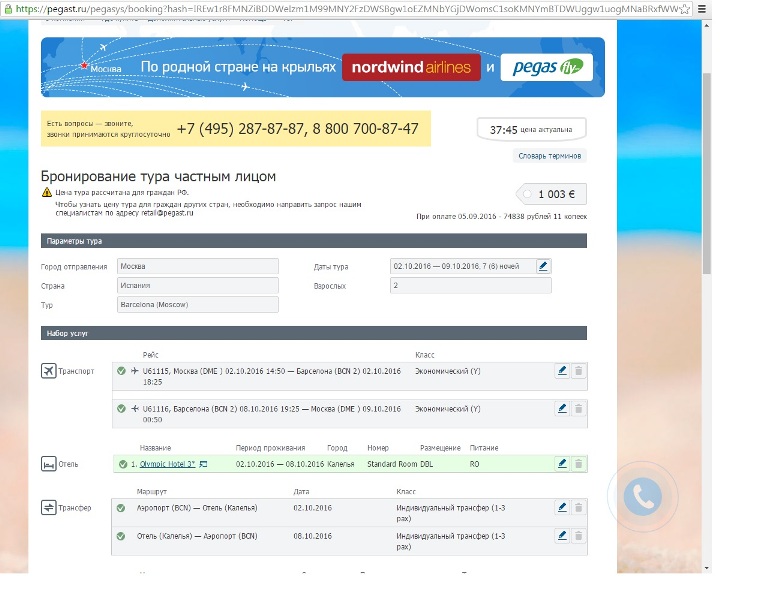 https://pegast.ru/pegasys/booking?hash=
Москва
По родной стране на крыльях nordwind airlines и pegas fly
Есть вопросы — звоните,
звонки принимаются круглосуточно +7 (495) 287-87-87, 8 800 700-87-47
37:45 цена актуальна
Словарь терминов
Бронирование тура частным лицом
Цена тура рассчитана для граждан РФ.
Чтобы узнать цену тура для граждан других стран, необходимо направить запрос нашим
специалистам по адресу retail@pegast.ru
1 003 €
При оплате 05.09.2016 - 74838 рублей 11 копеек
Параметры тура
Город отправления Москва Даты тура 02.10.2016 — 09.10.2016, 7 (6) ночей
Страна Испания Взрослых 2
Тур Barcelona (Moscow)
Набор услуг
Рейс Класс
Транспорт U61115, Москва (DME ) 02.10.2016 14:50 — Барселона (BCN 2) 02.10.2016 Экономический (Y)
18:25
U61116, Барселона (BCN 2) 08.10.2016 19:25 — Москва (DME ) 09.10.2016 Экономический (Y)
00:50
Название Период проживания Город Номер Размещение Питание
Отель 1. Olympic Hotel 3* 02.10.2016 — 08.10.2016 Калелья Standard Room DBL RO
Маршрут Дата Класс
Трансфер Аэропорт (BCN) — Отель (Калелья) 02.10.2016 Индивидуальный трансфер (1-3
pax)
Отель (Калелья) — Аэропорт (BCN) 08.10.2016 Индивидуальный трансфер (1-3
pax)